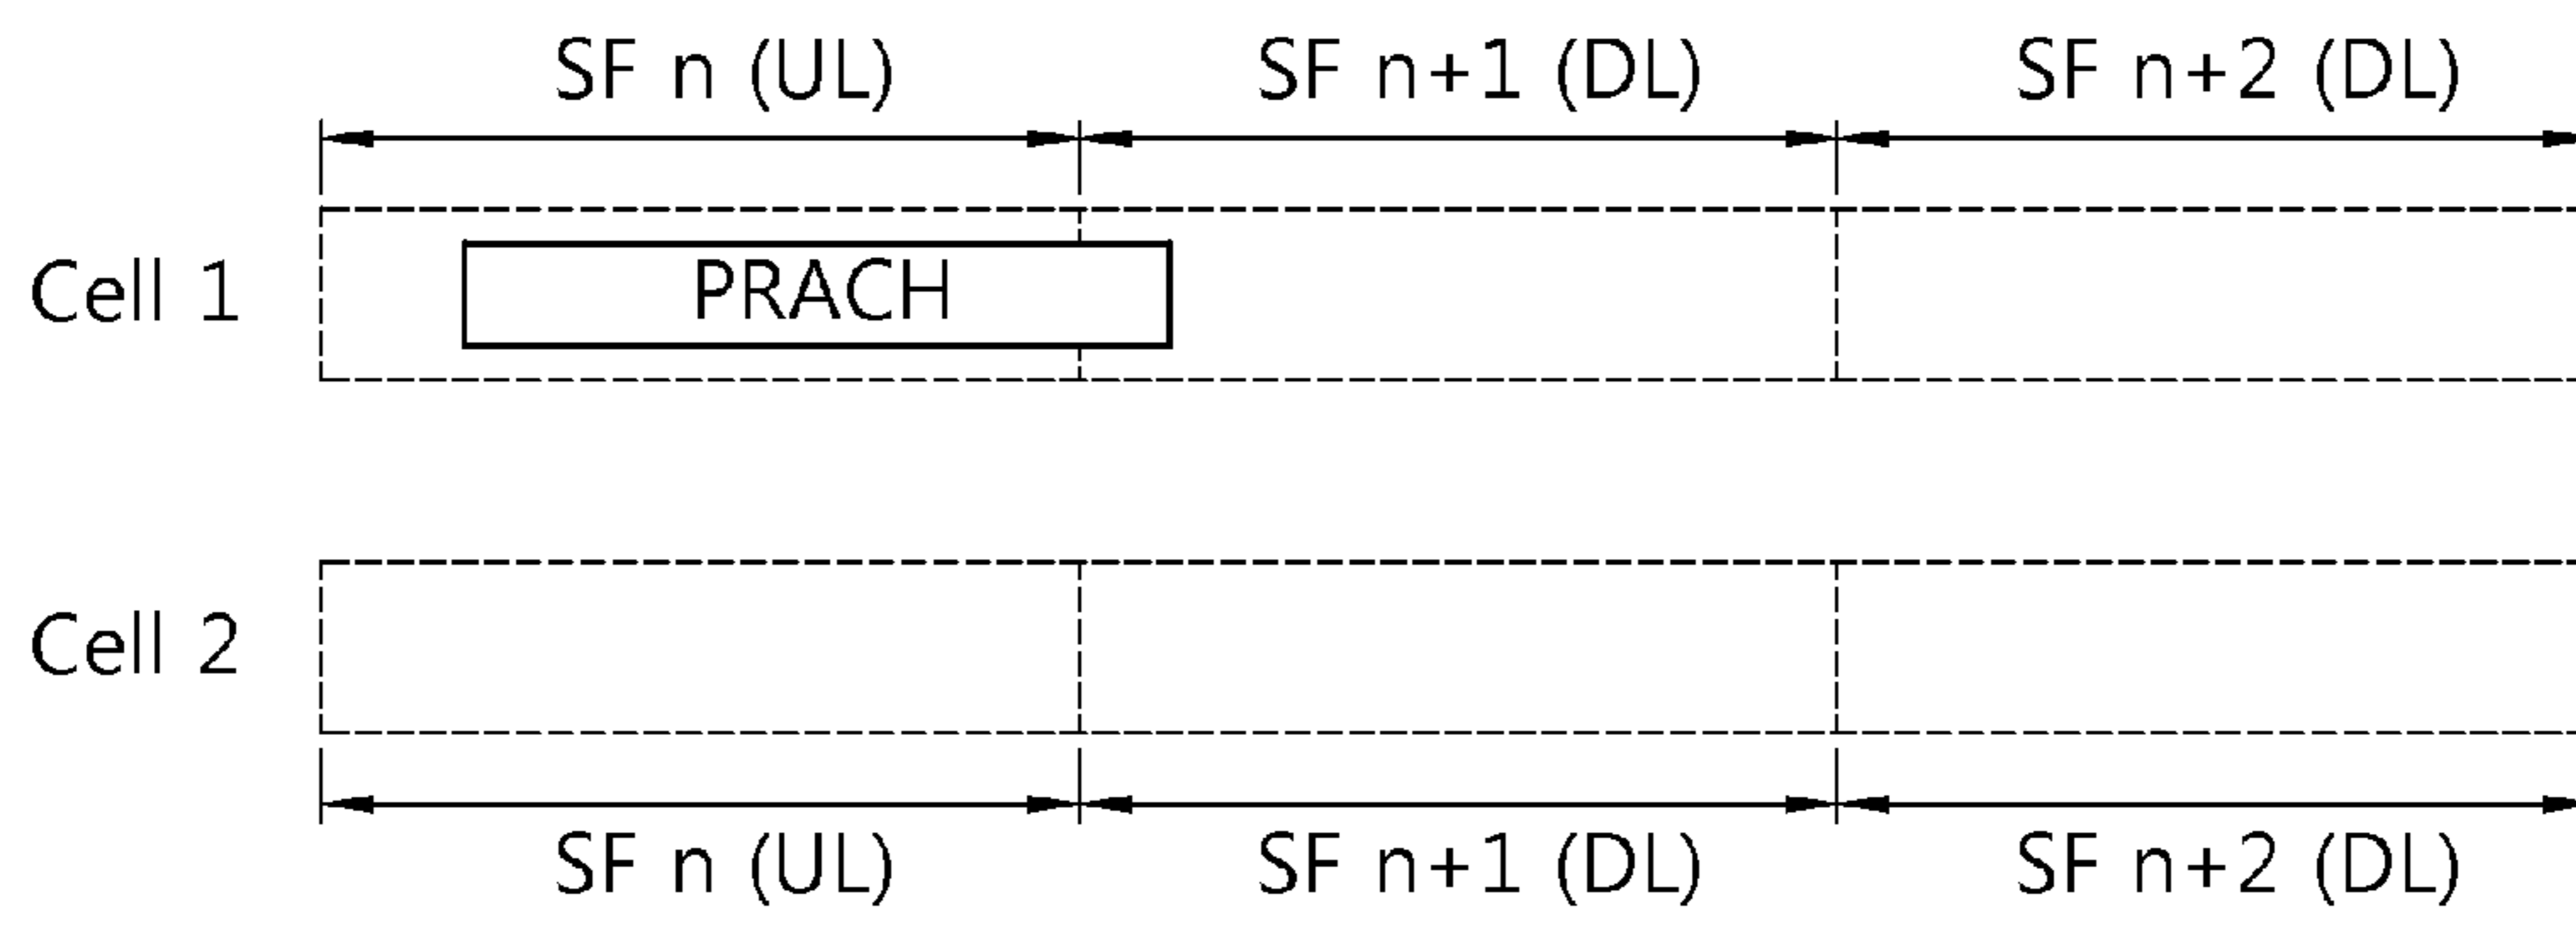 SF n (UL) SF n+1 (DL) SF n+2 (DL)
Cell 1 PRACH
Cell 2
SF n (UL) SF n+1 (DL) SF n+2 (DL)